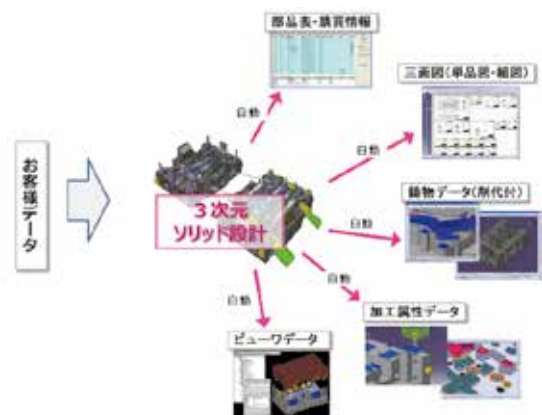 部品表・購買情報
三面図(単品図・組図)
自動
自動
お客様データ
鋳物データ(削代付)
3次元
ソリッド設計
自動
自動
自動
加工属性データ
ビューワデータ